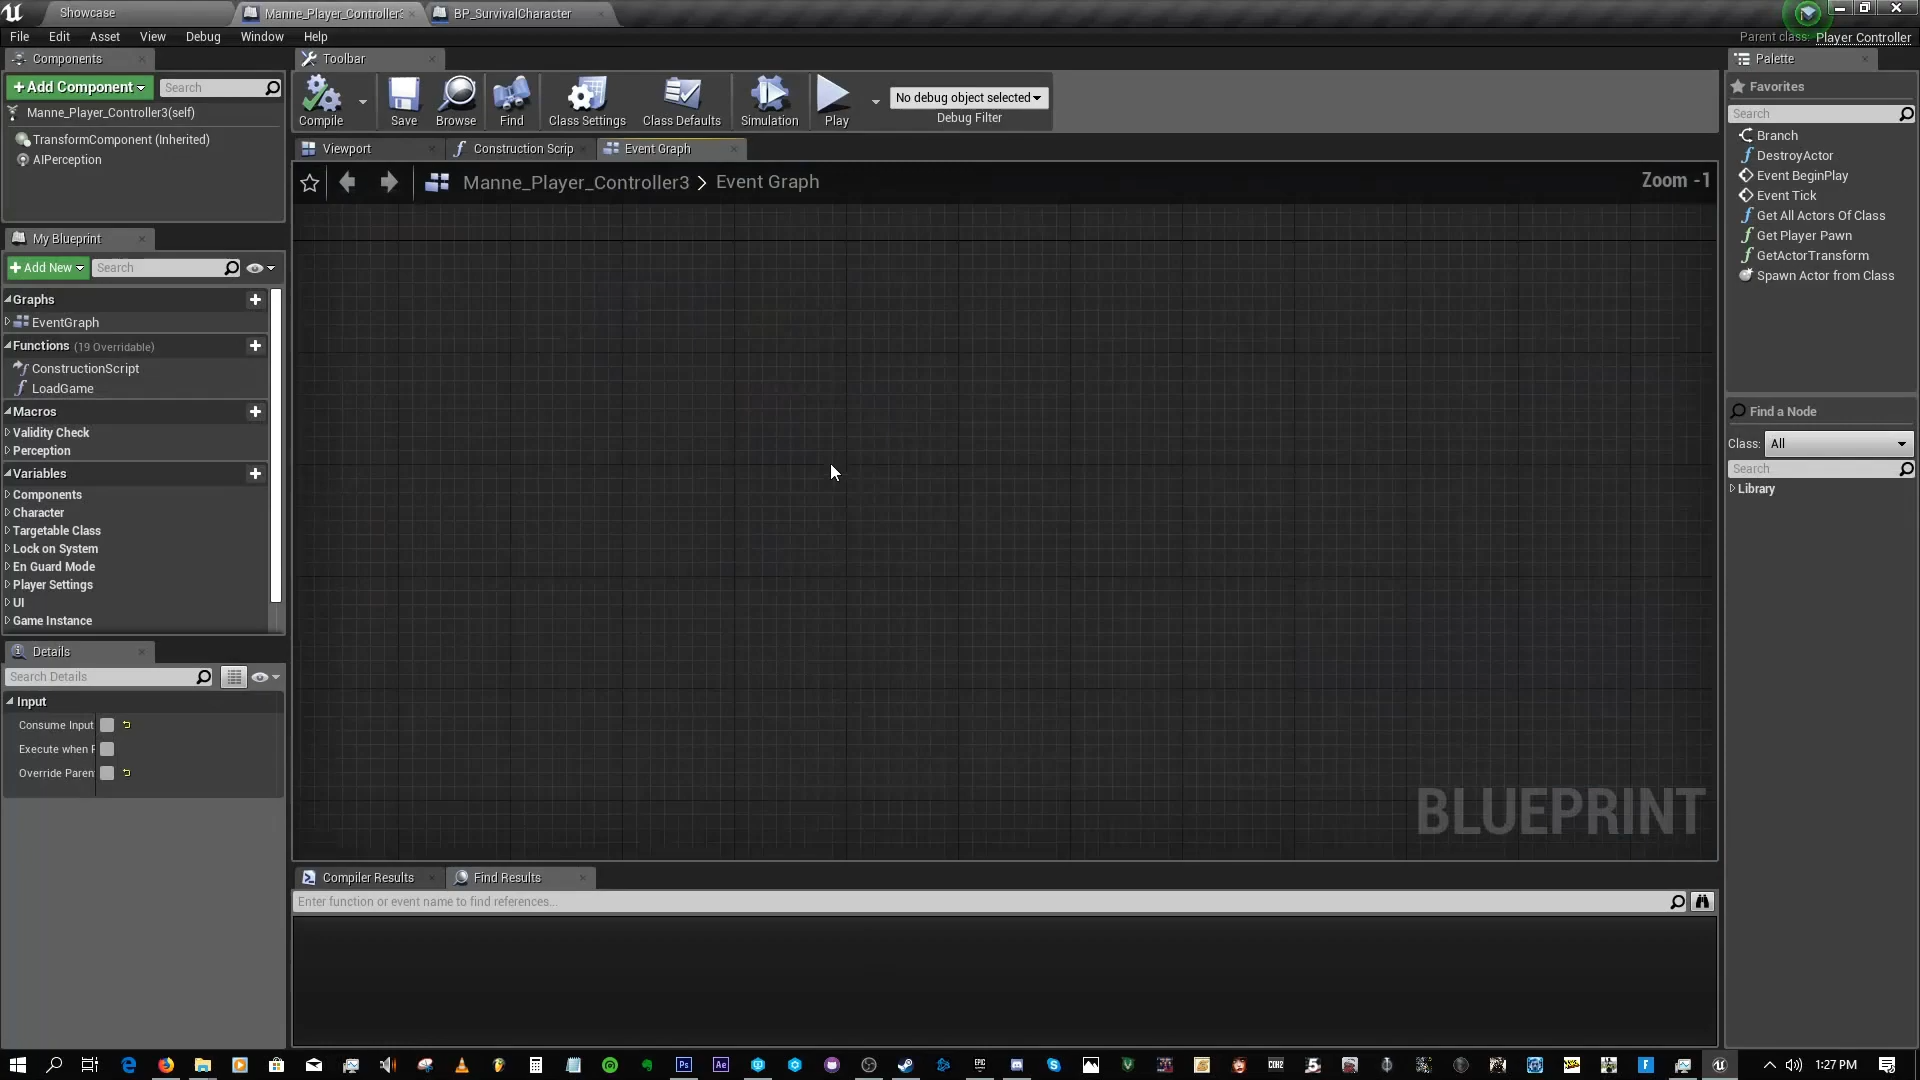 Showcase
Manne_Player_Controller3
BP_SurvivalCharacter
File Edit Asset View Debug Window Help
Parent class: Player Controller
Components
+Add Component
Search
Manne_Player_Controller3(self)
TransformComponent (Inherited)
AIPerception
My Blueprint
+Add New
Search
Graphs
EventGraph
Functions (19 Overridable)
ConstructionScript
LoadGame
Macros
Validity Check
Perception
Variables
Components
Character
Targetable Class
Lock on System
En Guard Mode
Player Settings
UI
Game Instance
Details
Search Details
Input
Consume Input
Execute when P
Override Paren
Toolbar
Compile
Save
Browse
Find
Class Settings
Class Defaults
Simulation
Play
No debug object selected
Debug Filter
Viewport
Construction Scrip
Event Graph
Manne_Player_Controller3 > Event Graph
Zoom -1
BLUEPRINT
Compiler Results
Find Results
Enter function or event name to find references...
Palette
Favorites
Search
Branch
DestroyActor
Event BeginPlay
Event Tick
Get All Actors Of Class
Get Player Pawn
GetActorTransform
Spawn Actor from Class
Find a Node
Class: All
Search
Library
1:27 PM